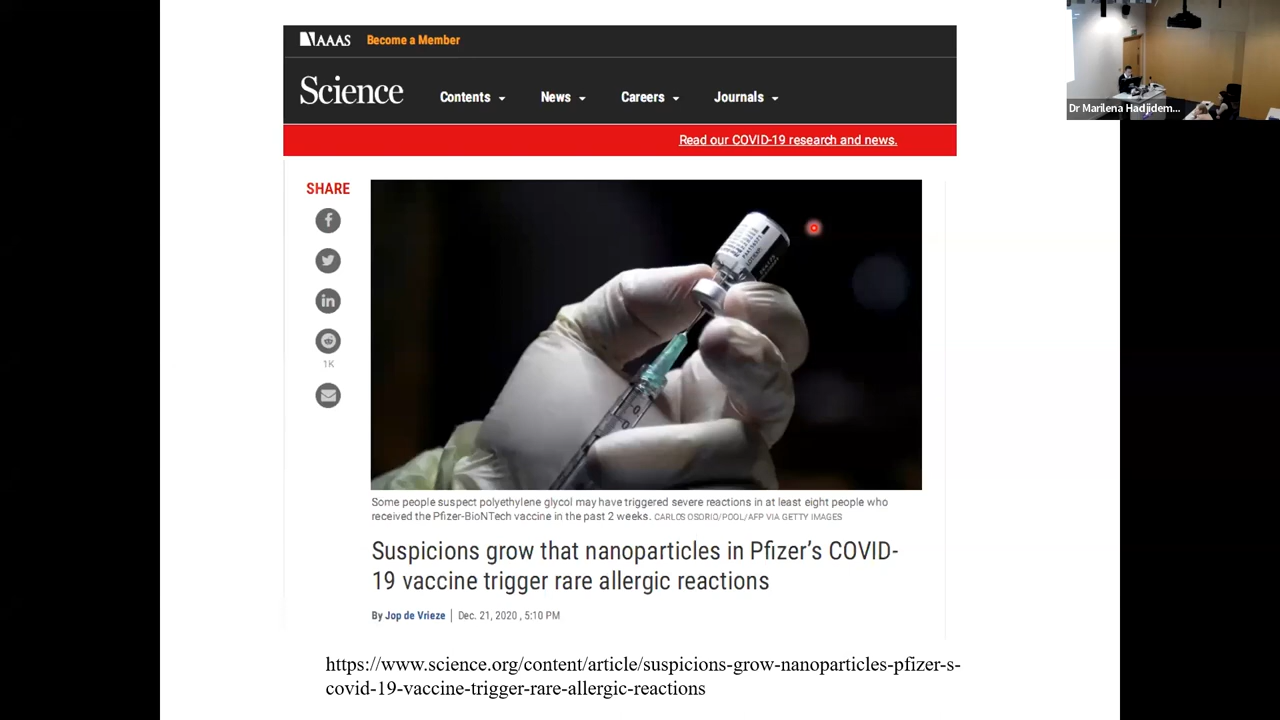 AAAS Become a Member
Science Contents News Careers Journals
Read our COVID-19 research and news.
Dr Marilena Hadjidem...
SHARE
1K
Some people suspect polyethylene glycol may have triggered severe reactions in at least eight people who
received the Pfizer-BioNTech vaccine in the past 2 weeks. CARLOS OSORIO/POOL/AFP VIA GETTY IMAGES
Suspicions grow that nanoparticles in Pfizer's COVID-
19 vaccine trigger rare allergic reactions
By Jop de Vrieze | Dec. 21, 2020 , 5:10 PM
https://www.science.org/content/article/suspicions-grow-nanoparticles-pfizer-s-
covid-19-vaccine-trigger-rare-allergic-reactions